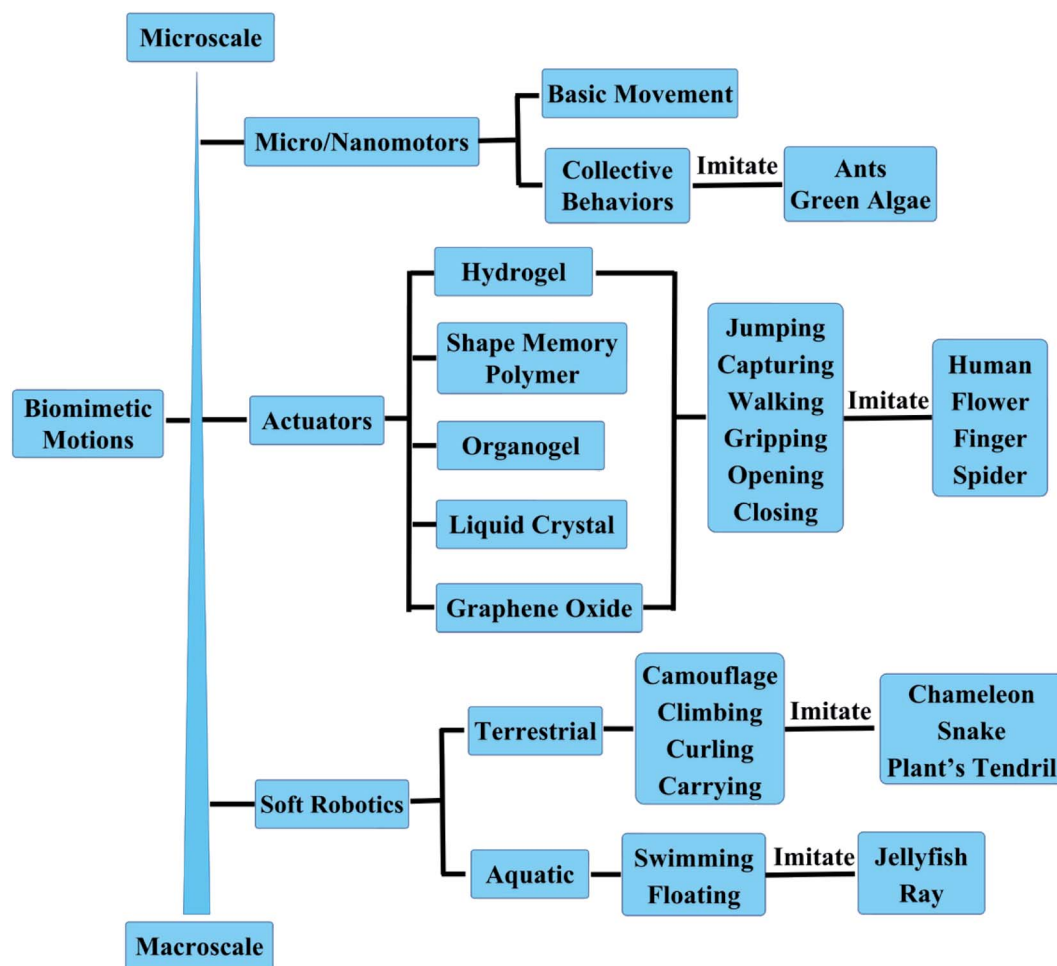 Microscale
Micro/Nanomotors
Basic Movement
Collective
Behaviors
Imitate
Ants
Green Algae
Biomimetic
Motions
Actuators
Hydrogel
Shape Memory
Polymer
Organogel
Liquid Crystal
Graphene Oxide
Jumping
Capturing
Walking
Gripping
Opening
Closing
Imitate
Human
Flower
Finger
Spider
Soft Robotics
Terrestrial
Camouflage
Climbing
Curling
Carrying
Imitate
Chameleon
Snake
Plant’s Tendril
Aquatic
Swimming
Floating
Imitate
Jellyfish
Ray
Macroscale